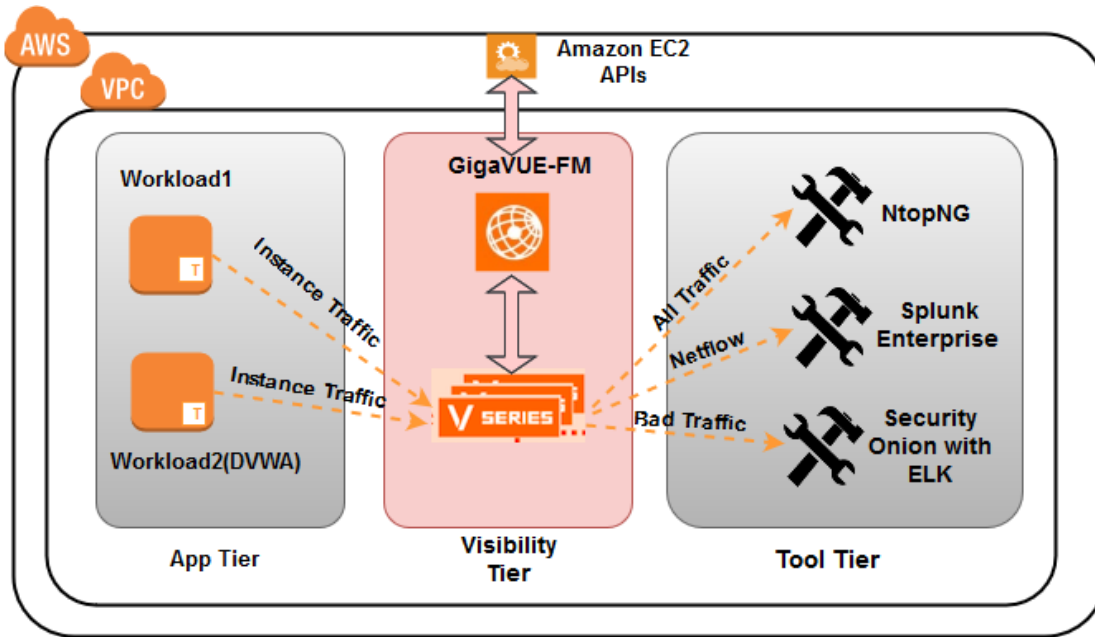 AWS
VPC
Amazon EC2
APIs
Workload1
T
Instance Traffic
T
Instance Traffic
Workload2(DVWA)
App Tier
GigaVUE-FM
V SERIES
Visibility
Tier
All Traffic
Netflow
Bad Traffic
NtopNG
Splunk
Enterprise
Security
Onion with
ELK
Tool Tier